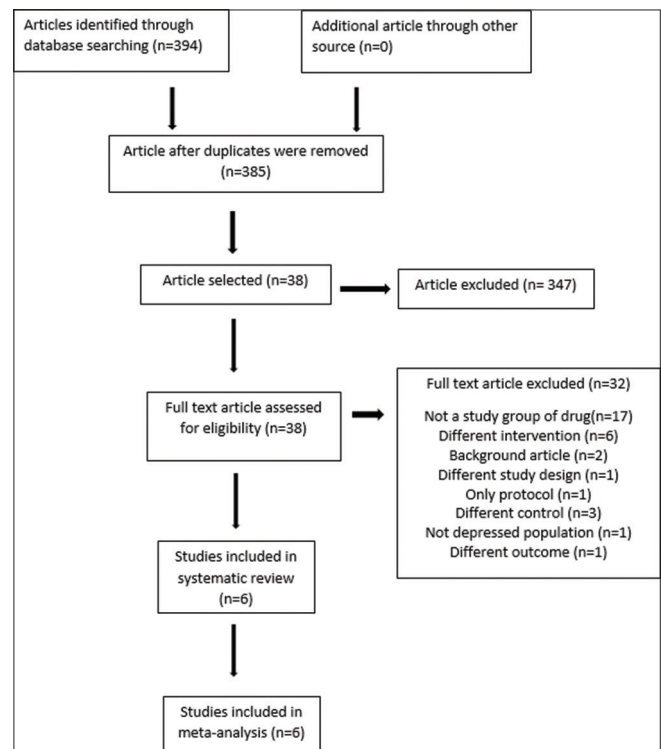 Articles identified through
database searching (n=394)
Additional article through other
source (n=0)
Article after duplicates were removed
(n=385)
Article selected (n=38)
Article excluded (n= 347)
Full text article assessed
for eligibility (n=38)
Full text article excluded (n=32)
Not a study group of drug(n=17)
Different intervention (n=6)
Background article (n=2)
Different study design (n=1)
Only protocol (n=1)
Different control (n=3)
Not depressed population (n=1)
Different outcome (n=1)
Studies included in
systematic review
(n=6)
Studies included in
meta-analysis (n=6)